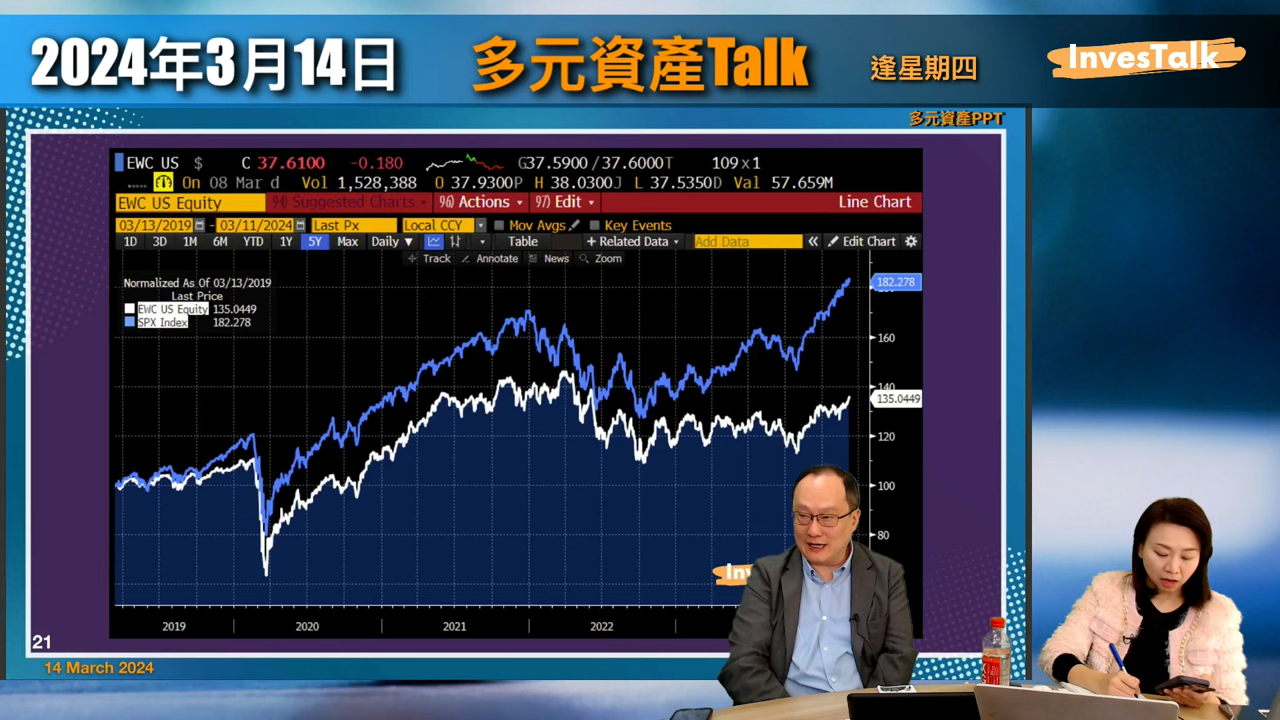 2024年3月14日 多元資產Talk 逢星期四 InvesTalk
多元資產PPT
EWC US $ C 37.6100 -0.180 G37.5900/37.6000T 109x1
On 08 Mar d Vol 1,528,388 O 37.9300P H 38.0300J L 37.5350D Val 57.659M
EWC US Equity 94) Suggested Charts 96) Actions 97) Edit Line Chart
03/13/2019 - 03/11/2024 Last Px Local CCY Mov Avgs Key Events
1D 3D 1M 6M YTD 1Y 5Y Max Daily ▼ Table + Related Data Add Data « Edit Chart
Track Annotate News Zoom
Normalized As Of 03/13/2019
Last Price
EWC US Equity 135.0449
SPX Index 182.278
182.278
160
140
135.0449
120
100
80
2019 2020 2021 2022
21
14 March 2024